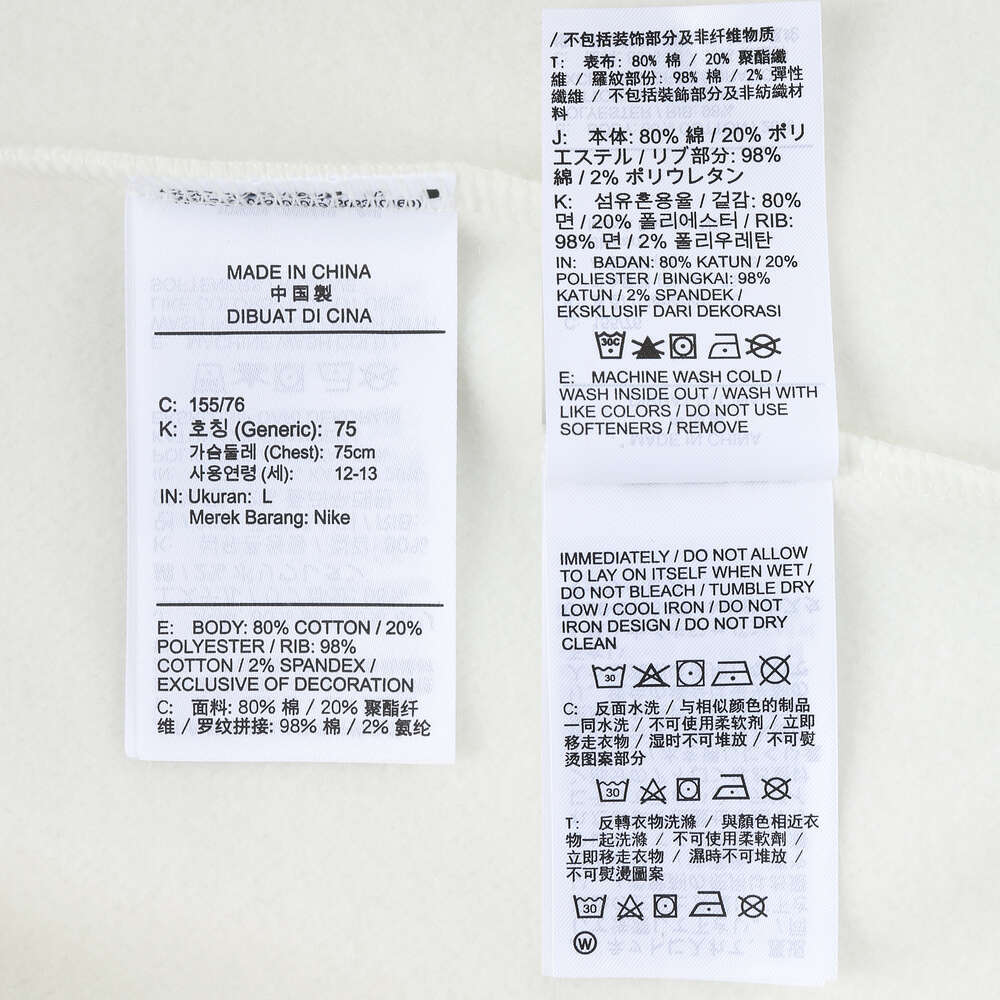 MADE IN CHINA
中国製
DIBUAT DI CINA
C: 155/76
K: 호칭 (Generic): 75
가슴둘레 (Chest): 75cm
사용연령 (세): 12-13
IN: Ukuran: L
Merek Barang: Nike
E: BODY: 80% COTTON / 20%
POLYESTER / RIB: 98%
COTTON / 2% SPANDEX /
EXCLUSIVE OF DECORATION
C: 面料: 80% 棉 / 20% 聚酯纤
维 / 罗纹拼接: 98% 棉 / 2% 氨纶
/ 不包括装饰部分及非纤维物质
T: 表布: 80% 棉 / 20% 聚酯纖
維 / 羅紋部份: 98% 棉 / 2% 彈性
纖維 / 不包括裝飾部分及非紡織材
料
J: 本体: 80% 綿 / 20% ポリ
エステル / リブ部分: 98%
綿 / 2% ポリウレタン
K: 섬유혼용율 / 겉감: 80%
면 / 20% 폴리에스터 / RIB:
98% 면 / 2% 폴리우레탄
IN: BADAN: 80% KATUN / 20%
POLIESTER / BINGKAI: 98%
KATUN / 2% SPANDEK /
EKSKLUSIF DARI DEKORASI
30C
E: MACHINE WASH COLD /
WASH INSIDE OUT / WASH WITH
LIKE COLORS / DO NOT USE
SOFTENERS / REMOVE
IMMEDIATELY / DO NOT ALLOW
TO LAY ON ITSELF WHEN WET /
DO NOT BLEACH / TUMBLE DRY
LOW / COOL IRON / DO NOT
IRON DESIGN / DO NOT DRY
CLEAN
30
C: 反面水洗 / 与相似颜色的制品
一同水洗 / 不可使用柔软剂 / 立即
移走衣物 / 湿时不可堆放 / 不可熨
烫图案部分
30
T: 反轉衣物洗滌 / 與顏色相近衣
物一起洗滌 / 不可使用柔軟劑 /
立即移走衣物 / 濕時不可堆放 /
不可熨燙圖案
30
W